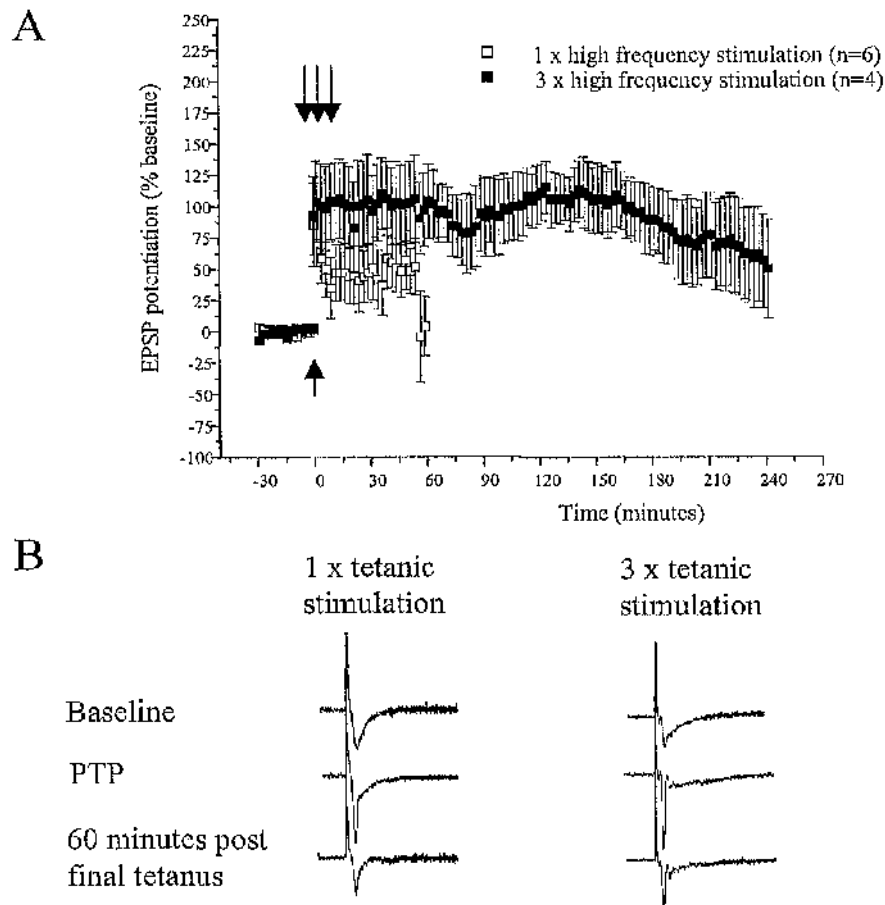 A
EPSP potentiation (% baseline)
250
225
200
175
150
125
100
75
50
25
0
-25
-50
-75
-100
1 x high frequency stimulation (n=6)
3 x high frequency stimulation (n=4)
-30 0 30 60 90 120 150 180 210 240 270
Time (minutes)
B
1 x tetanic
stimulation
3 x tetanic
stimulation
Baseline
PTP
60 minutes post
final tetanus